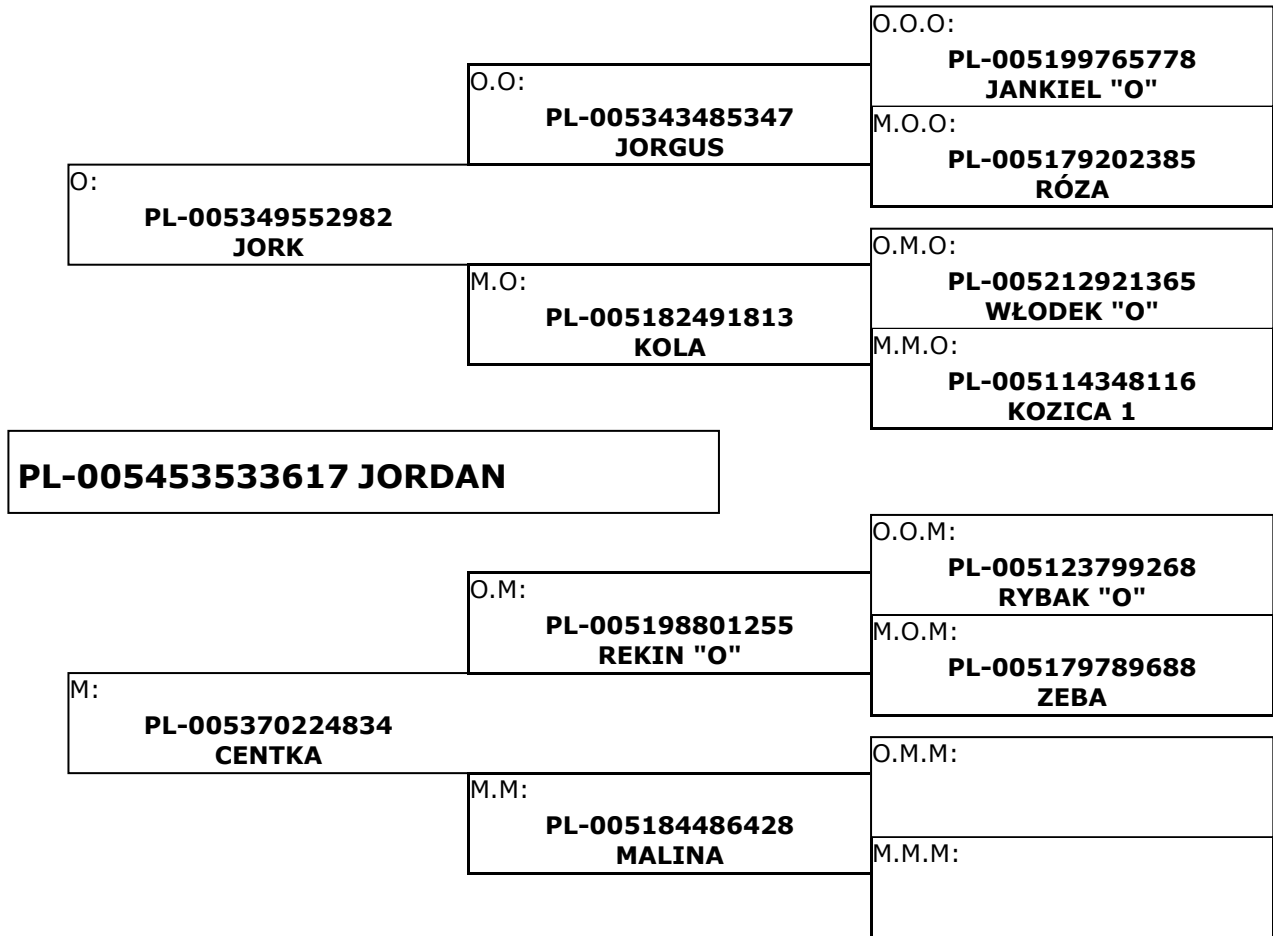 O.O.O:
PL-005199765778
JANKIEL "O"
O.O:
PL-005343485347
JORGUS
M.O.O:
PL-005179202385
RÓZA
O:
PL-005349552982
JORK
O.M.O:
PL-005212921365
WŁODEK "O"
M.O:
PL-005182491813
KOLA
M.M.O:
PL-005114348116
KOZICA 1
PL-005453533617 JORDAN
O.O.M:
PL-005123799268
RYBAK "O"
O.M:
PL-005198801255
REKIN "O"
M.O.M:
PL-005179789688
ZEBA
M:
PL-005370224834
CENTKA
O.M.M:
M.M:
PL-005184486428
MALINA
M.M.M: